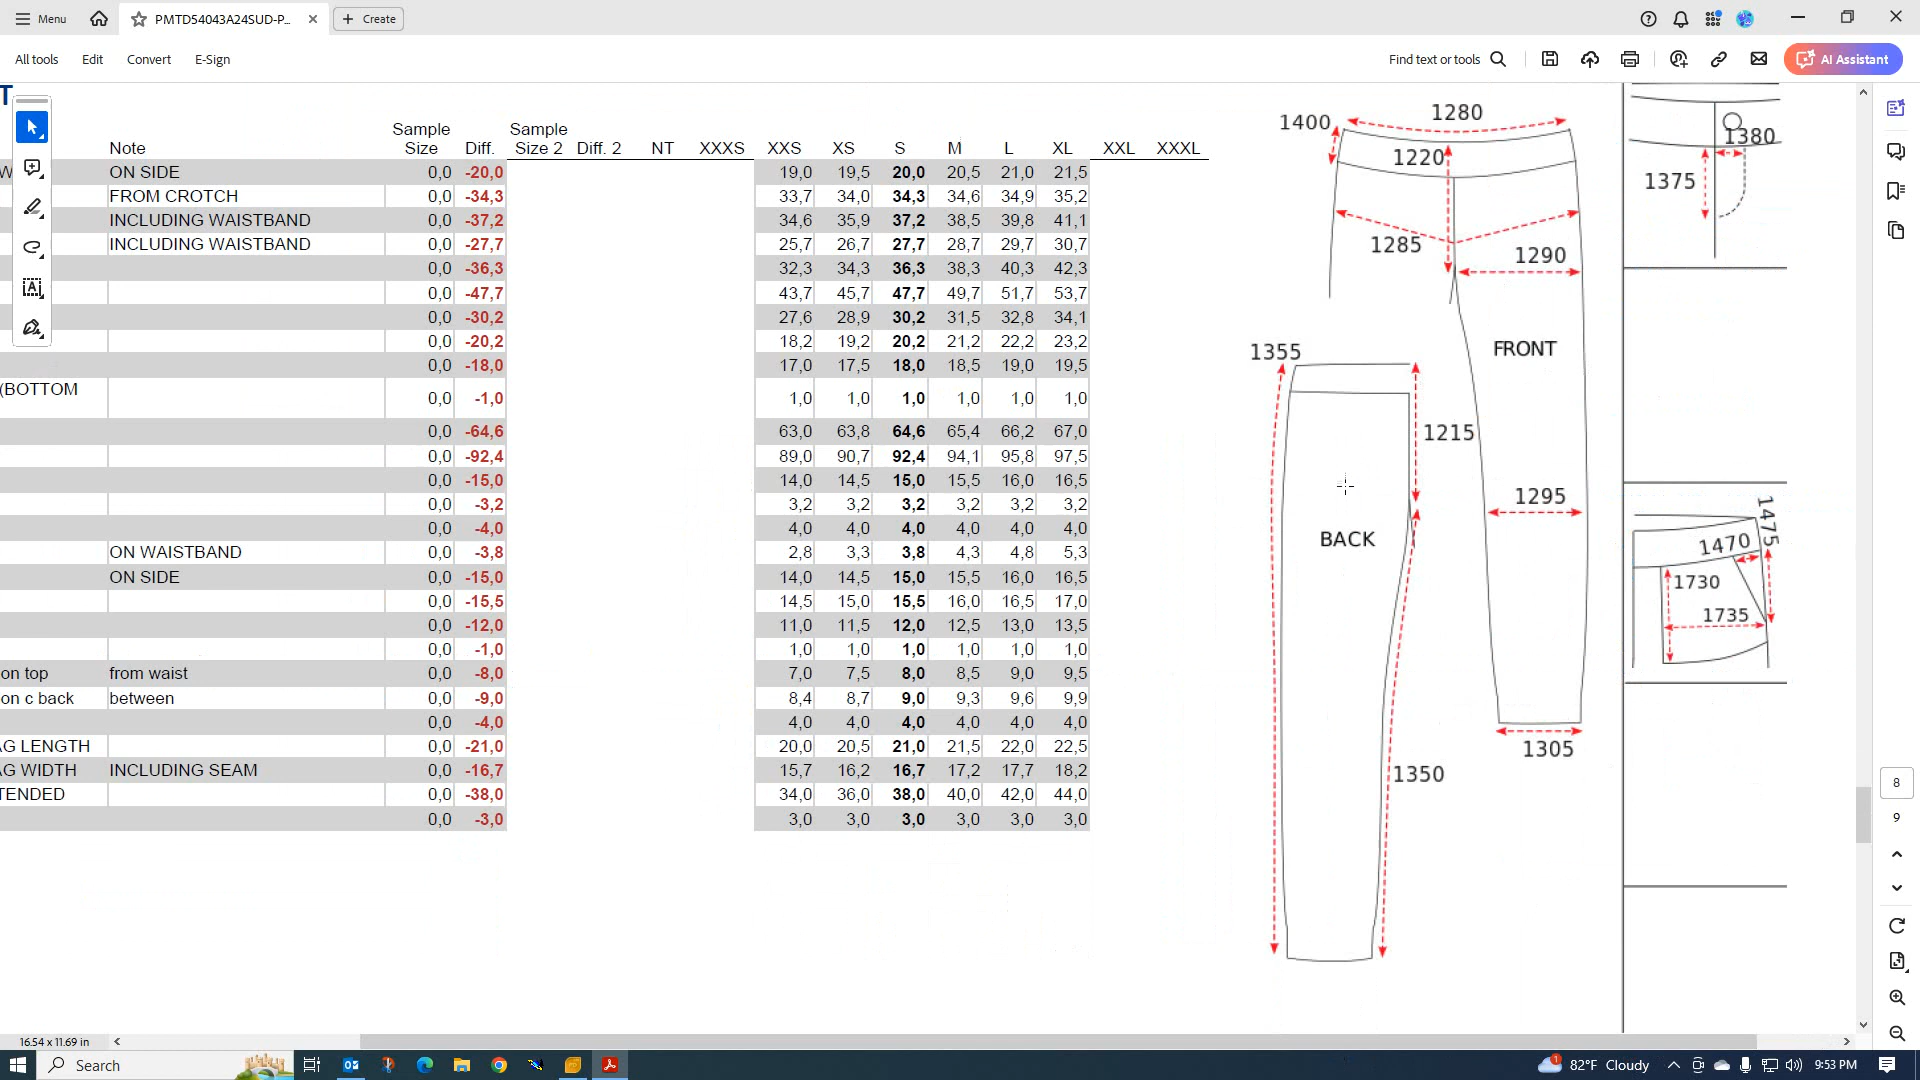 Menu PMTD54043A24SUD-P... Create
All tools Edit Convert E-Sign Find text or tools AI Assistant
T
Note Sample Size Diff. Sample Size 2 Diff. 2 NT XXXS XXS XS S M L XL XXL XXXL
ON SIDE 0,0 -20,0 19,0 19,5 20,0 20,5 21,0 21,5
FROM CROTCH 0,0 -34,3 33,7 34,0 34,3 34,6 34,9 35,2
INCLUDING WAISTBAND 0,0 -37,2 34,6 35,9 37,2 38,5 39,8 41,1
INCLUDING WAISTBAND 0,0 -27,7 25,7 26,7 27,7 28,7 29,7 30,7
0,0 -36,3 32,3 34,3 36,3 38,3 40,3 42,3
0,0 -47,7 43,7 45,7 47,7 49,7 51,7 53,7
0,0 -30,2 27,6 28,9 30,2 31,5 32,8 34,1
0,0 -20,2 18,2 19,2 20,2 21,2 22,2 23,2
0,0 -18,0 17,0 17,5 18,0 18,5 19,0 19,5
(BOTTOM 0,0 -1,0 1,0 1,0 1,0 1,0 1,0 1,0
0,0 -64,6 63,0 63,8 64,6 65,4 66,2 67,0
0,0 -92,4 89,0 90,7 92,4 94,1 95,8 97,5
0,0 -15,0 14,0 14,5 15,0 15,5 16,0 16,5
0,0 -3,2 3,2 3,2 3,2 3,2 3,2 3,2
0,0 -4,0 4,0 4,0 4,0 4,0 4,0 4,0
ON WAISTBAND 0,0 -3,8 2,8 3,3 3,8 4,3 4,8 5,3
ON SIDE 0,0 -15,0 14,0 14,5 15,0 15,5 16,0 16,5
0,0 -15,5 14,5 15,0 15,5 16,0 16,5 17,0
0,0 -12,0 11,0 11,5 12,0 12,5 13,0 13,5
0,0 -1,0 1,0 1,0 1,0 1,0 1,0 1,0
on top from waist 0,0 -8,0 7,0 7,5 8,0 8,5 9,0 9,5
on c back between 0,0 -9,0 8,4 8,7 9,0 9,3 9,6 9,9
0,0 -4,0 4,0 4,0 4,0 4,0 4,0 4,0
AG LENGTH 0,0 -21,0 20,0 20,5 21,0 21,5 22,0 22,5
AG WIDTH INCLUDING SEAM 0,0 -16,7 15,7 16,2 16,7 17,2 17,7 18,2
TENDED 0,0 -38,0 34,0 36,0 38,0 40,0 42,0 44,0
0,0 -3,0 3,0 3,0 3,0 3,0 3,0 3,0
1280
1400
1220
1285
1290
FRONT
1355
1215
1295
BACK
1305
1350
1380
1375
1475
1470
1730
1735
8
9
16.54 x 11.69 in
Search 1 82°F Cloudy 9:53 PM